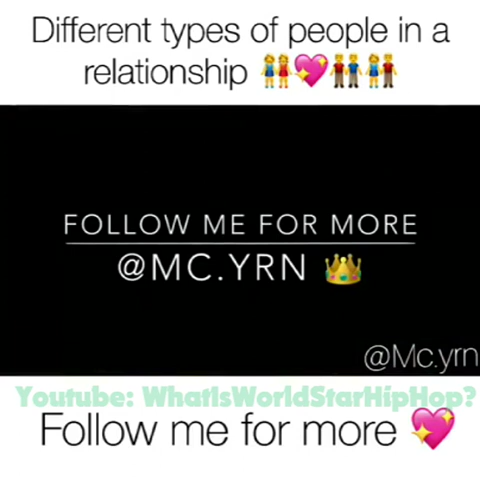 Different types of people in a
relationship 👭💖👬👫
FOLLOW ME FOR MORE
@MC.YRN 👑
@Mc.yrn
Youtube: WhatIsWorldStarHipHop?
Follow me for more 💖